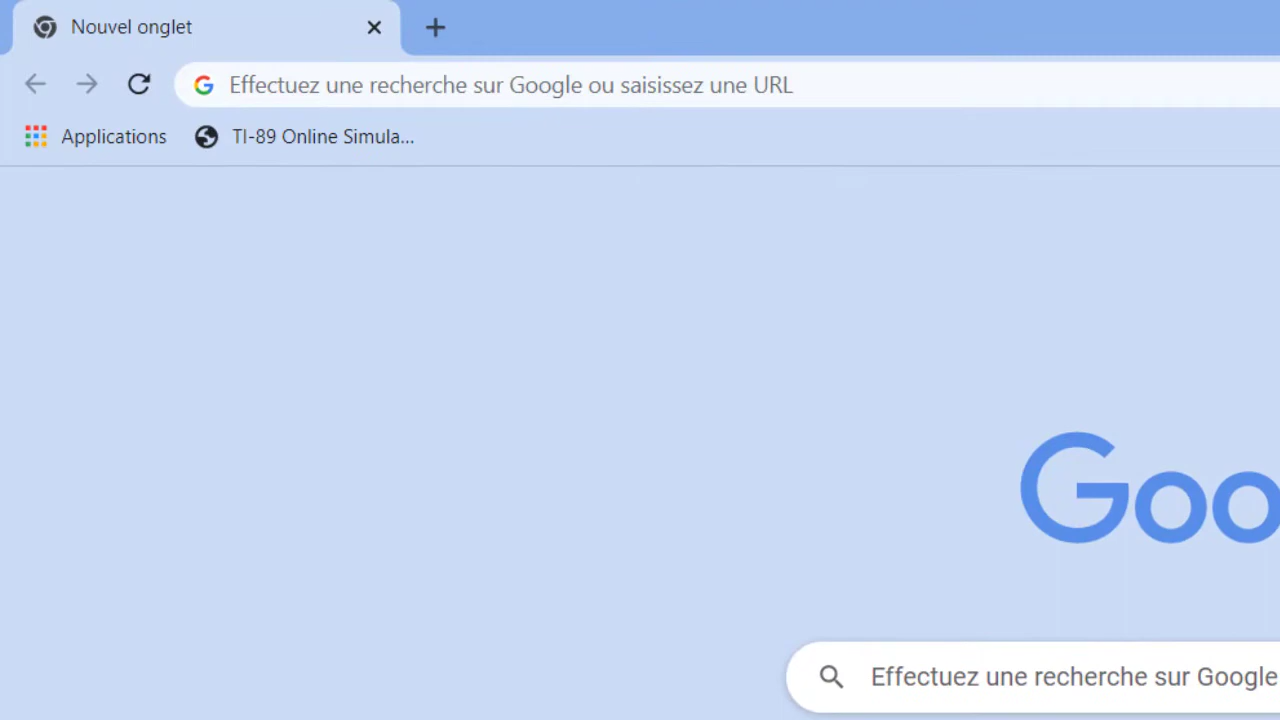 Nouvel onglet
Effectuez une recherche sur Google ou saisissez une URL
Applications
TI-89 Online Simula...
Goo
Effectuez une recherche sur Google